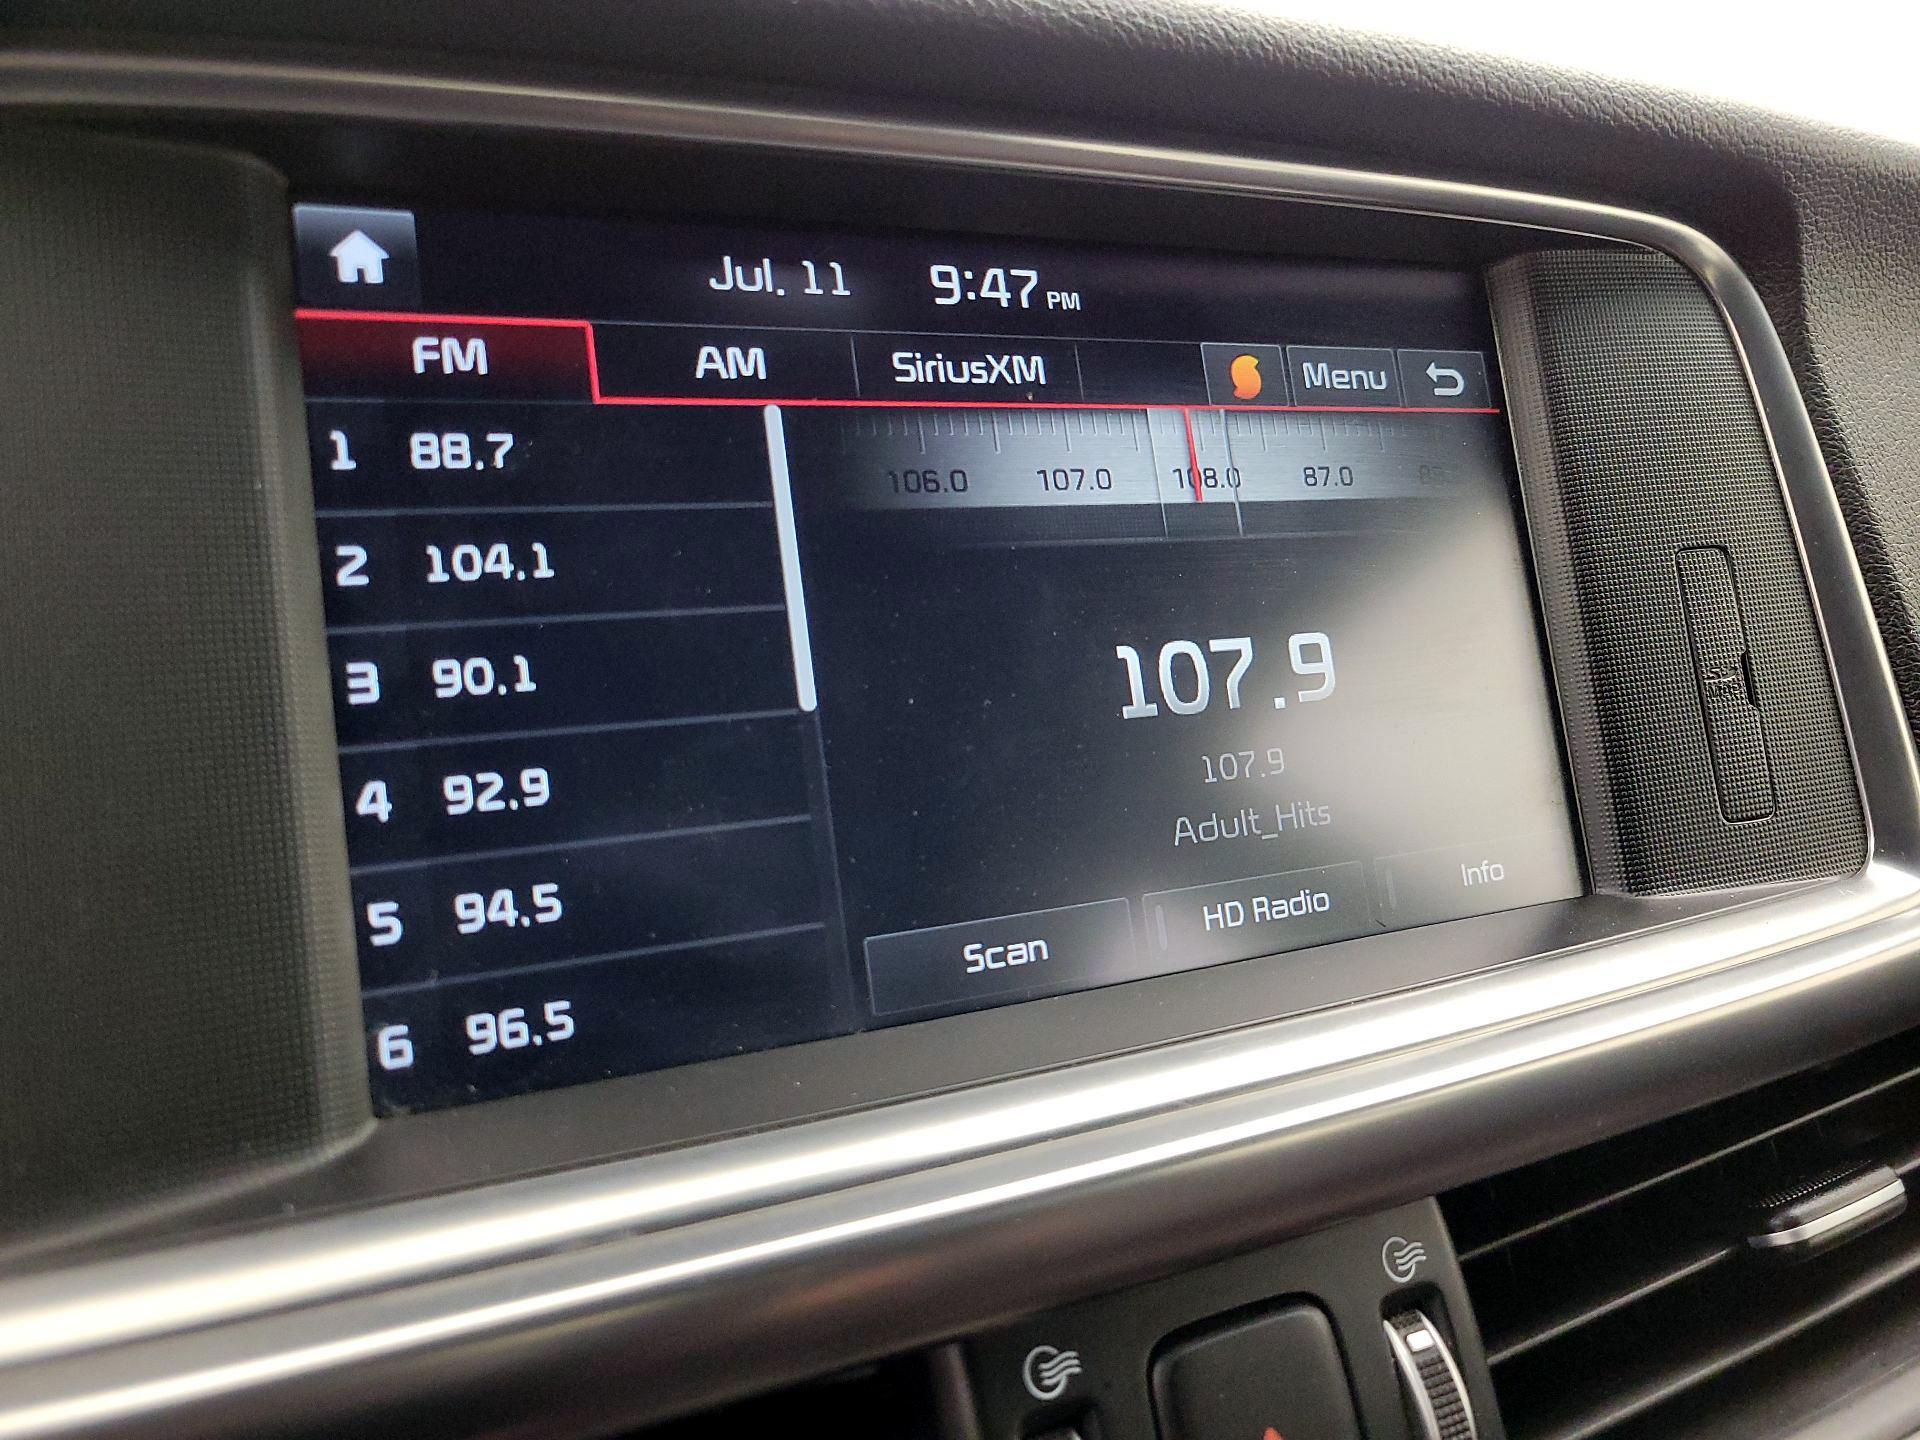 Jul. 11 9:47 PM
FM AM SiriusXM Menu
1 88.7
2 104.1
3 90.1
4 92.9
5 94.5
6 96.5
106.0 107.0 108.0 87.0
107.9
107.9
Adult_Hits
Scan HD Radio Info